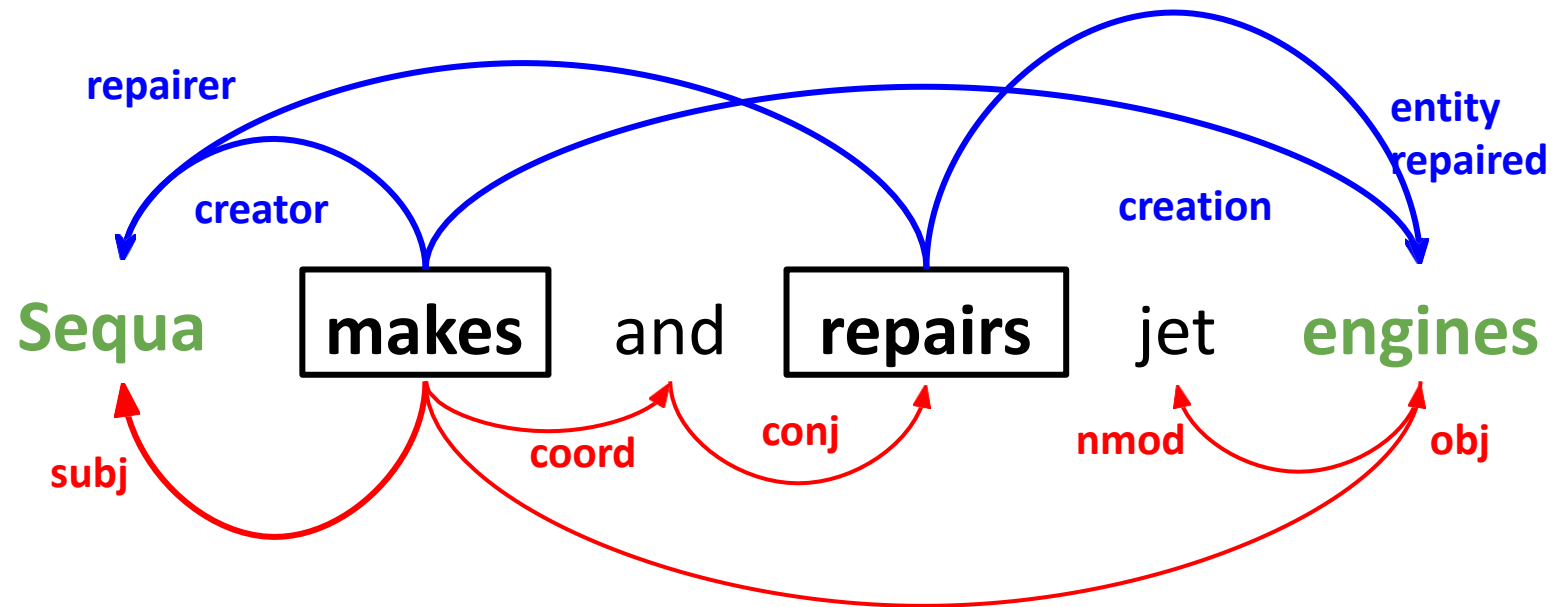 repairer
entity
repaired
creator
creation
Sequa makes and repairs jet engines
subj
coord
conj
nmod
obj